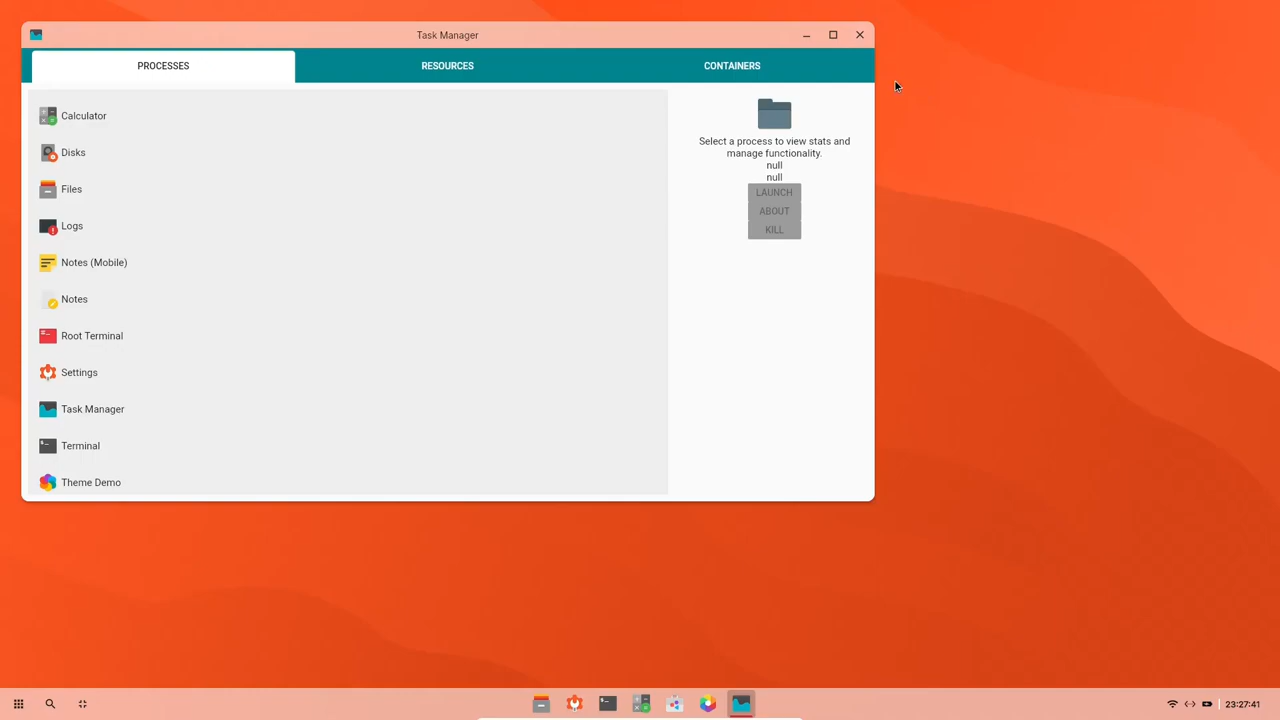 Task Manager
PROCESSES
RESOURCES
CONTAINERS
Calculator
Disks
Files
Logs
Notes (Mobile)
Notes
Root Terminal
Settings
Task Manager
Terminal
Theme Demo
Select a process to view stats and
manage functionality.
null
null
LAUNCH
ABOUT
KILL
23:27:41